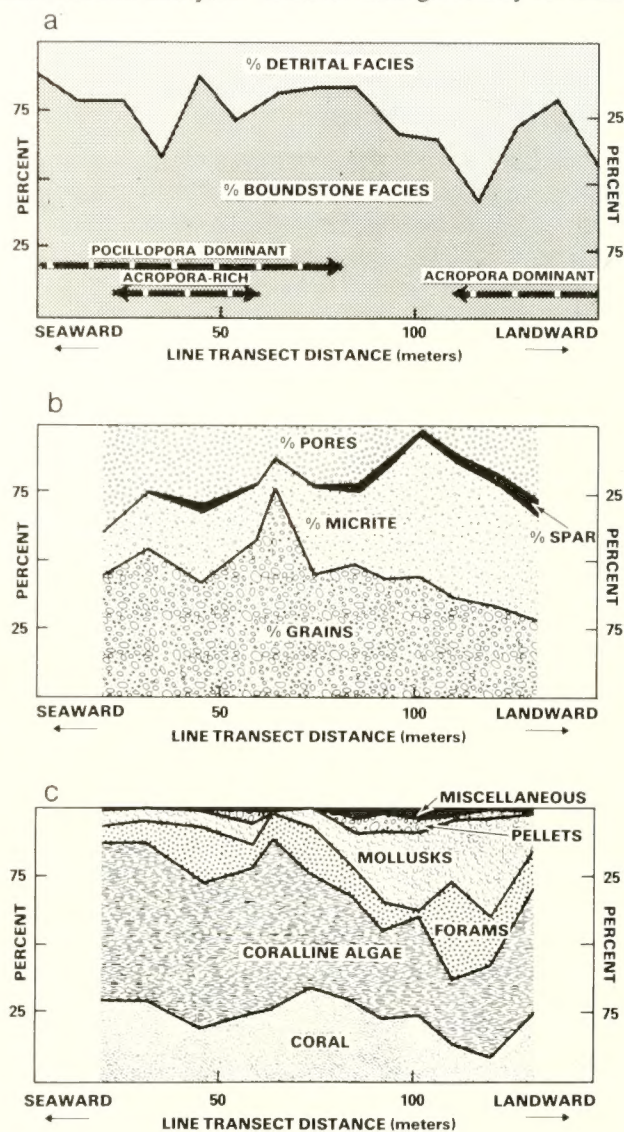 a
% DETRITAL FACIES
75
25
PERCENT
PERCENT
% BOUNDSTONE FACIES
25
75
POCILLOPORA DOMINANT
ACROPORA-RICH
ACROPORA DOMINANT
SEAWARD 50 100 LANDWARD
LINE TRANSECT DISTANCE (meters)
b
% PORES
75
25
% MICRITE
% SPAR
PERCENT
PERCENT
% GRAINS
25
75
SEAWARD 50 100 LANDWARD
LINE TRANSECT DISTANCE (meters)
c
MISCELLANEOUS
PELLETS
MOLLUSKS
75
25
FORAMS
PERCENT
PERCENT
CORALLINE ALGAE
25
75
CORAL
SEAWARD 50 100 LANDWARD
LINE TRANSECT DISTANCE (meters)